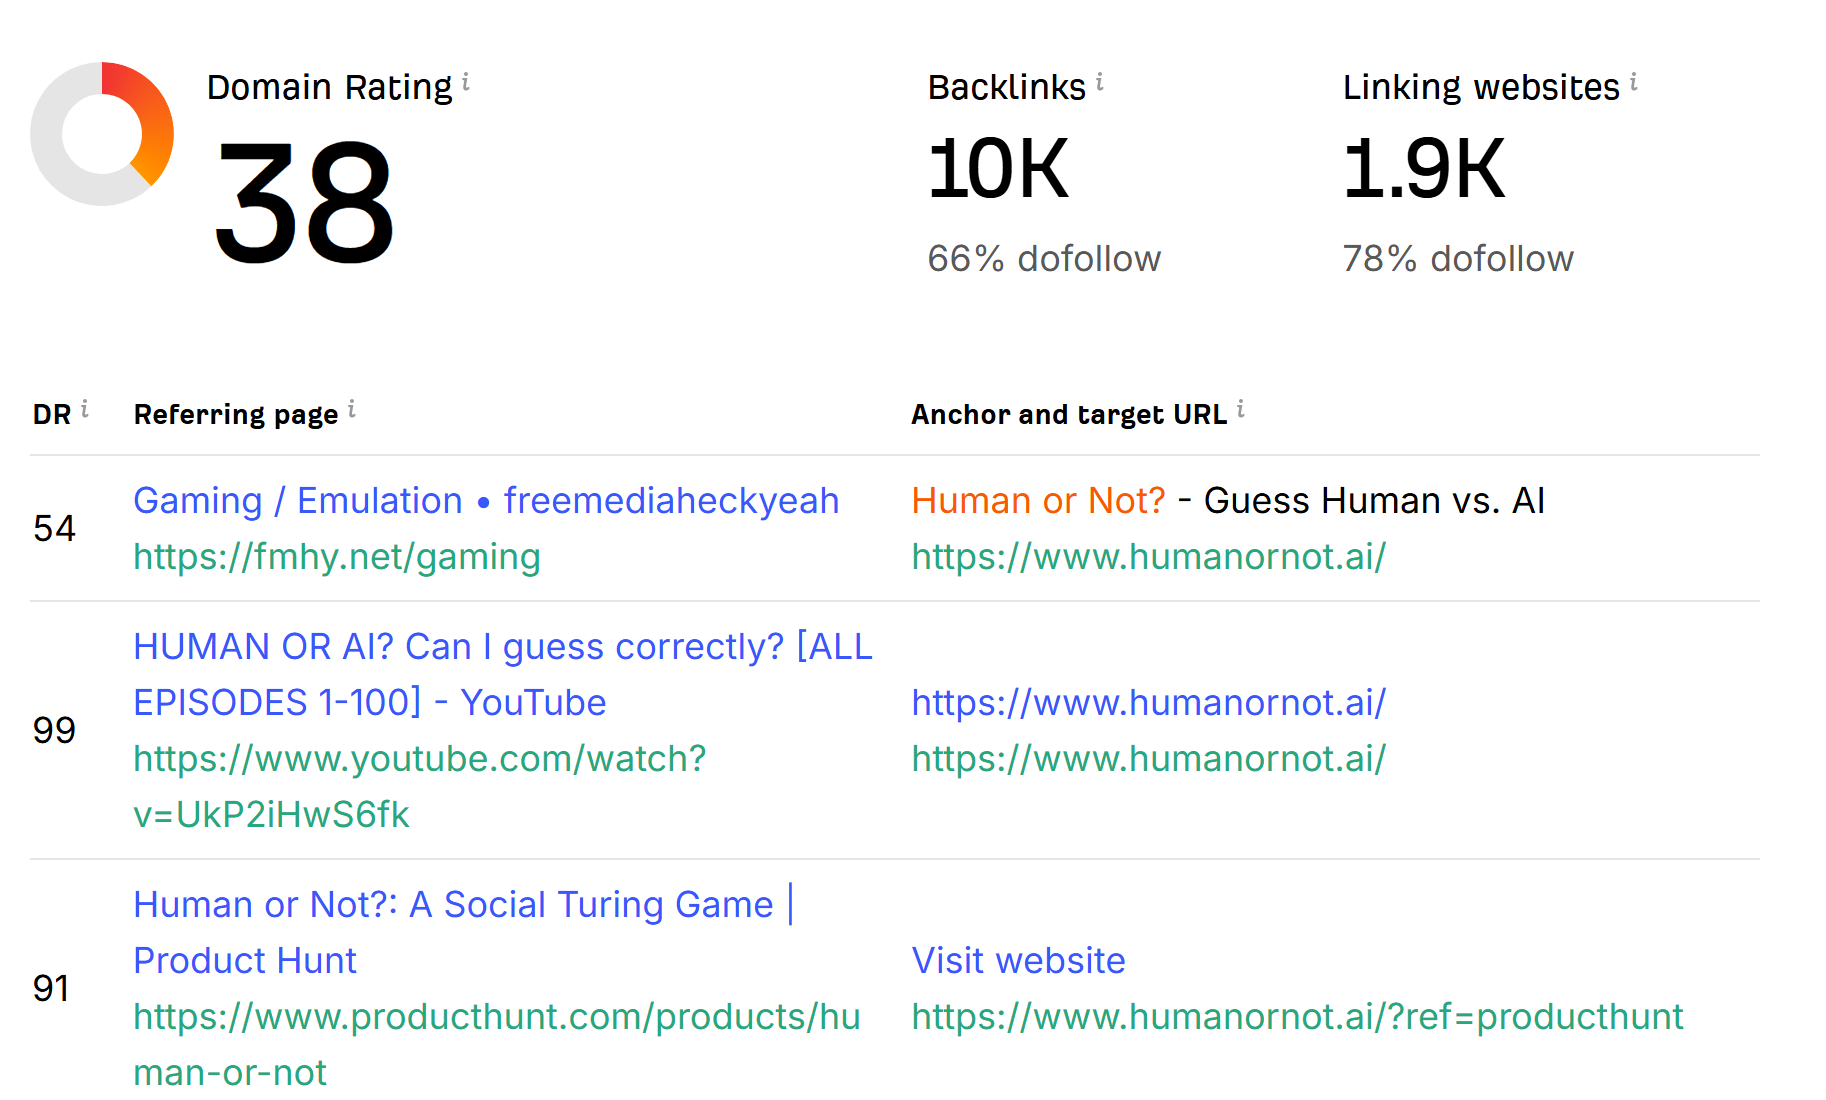 Domain Rating i
38
Backlinks i
10K
66% dofollow
Linking websites i
1.9K
78% dofollow
DR i Referring page i Anchor and target URL i
54
Gaming / Emulation • freemediaheckyeah
https://fmhy.net/gaming
Human or Not? - Guess Human vs. AI
https://www.humanornot.ai/
99
HUMAN OR AI? Can I guess correctly? [ALL
EPISODES 1-100] - YouTube
https://www.youtube.com/watch?
v=UkP2iHwS6fk
https://www.humanornot.ai/
https://www.humanornot.ai/
91
Human or Not?: A Social Turing Game |
Product Hunt
https://www.producthunt.com/products/hu
man-or-not
Visit website
https://www.humanornot.ai/?ref=producthunt